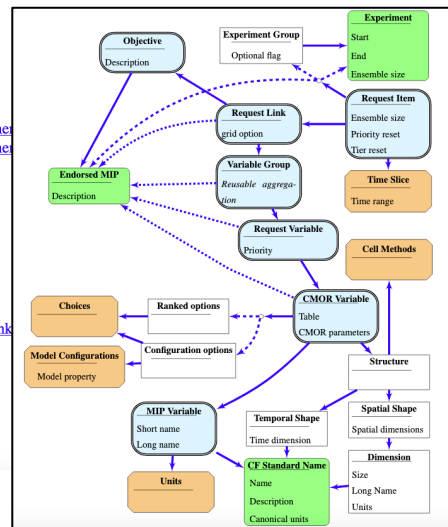 Experiment
Start
End
Ensemble size
Experiment Group
Optional flag
Objective
Description
Request Item
Ensemble size
Priority reset
Tier reset
Request Link
grid option
Variable Group
Reusable aggrega-
tion
Time Slice
Time range
Endorsed MIP
Description
Request Variable
Priority
Cell Methods
CMOR Variable
Table
CMOR parameters
Choices
Ranked options
Configuration options
Model Configurations
Model property
Structure
MIP Variable
Short name
Long name
Temporal Shape
Time dimension
Spatial Shape
Spatial dimensions
Units
CF Standard Name
Name
Description
Canonical units
Dimension
Size
Long Name
Units